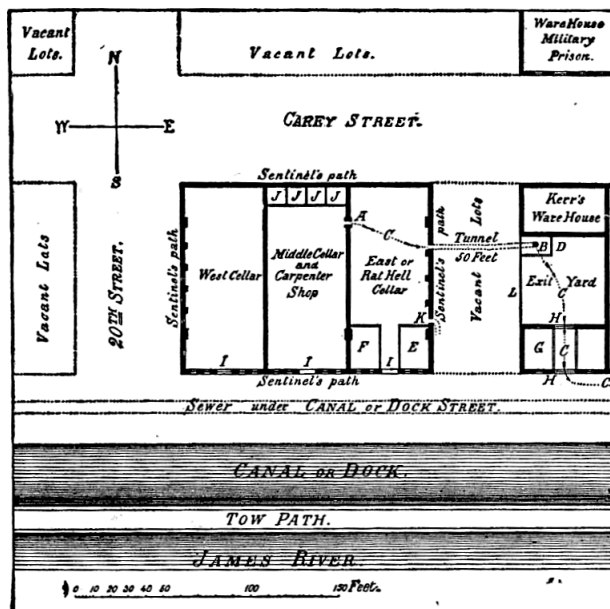 Vacant
Lots.
Vacant Lots.
WareHouse
Military
Prison.
N
W E
S
CAREY STREET.
Sentinel's path
J J J J
A
C
Vacant Lots
20TH STREET.
Sentinel's path
West Cellar
Middle Cellar
and
Carpenter
Shop
East or
Rat Hell
Cellar
Sentinel's path
Vacant Lots
Tunnel
50 Feet
Kerr's
WareHouse
B D
L
Exit Yard
C
K
H
F E
G C
I I I
H C
Sentinel's path
Sewer under CANAL OR DOCK STREET.
CANAL OR DOCK.
TOW PATH.
JAMES RIVER.
0 10 20 30 40 50 100 150 Feet.